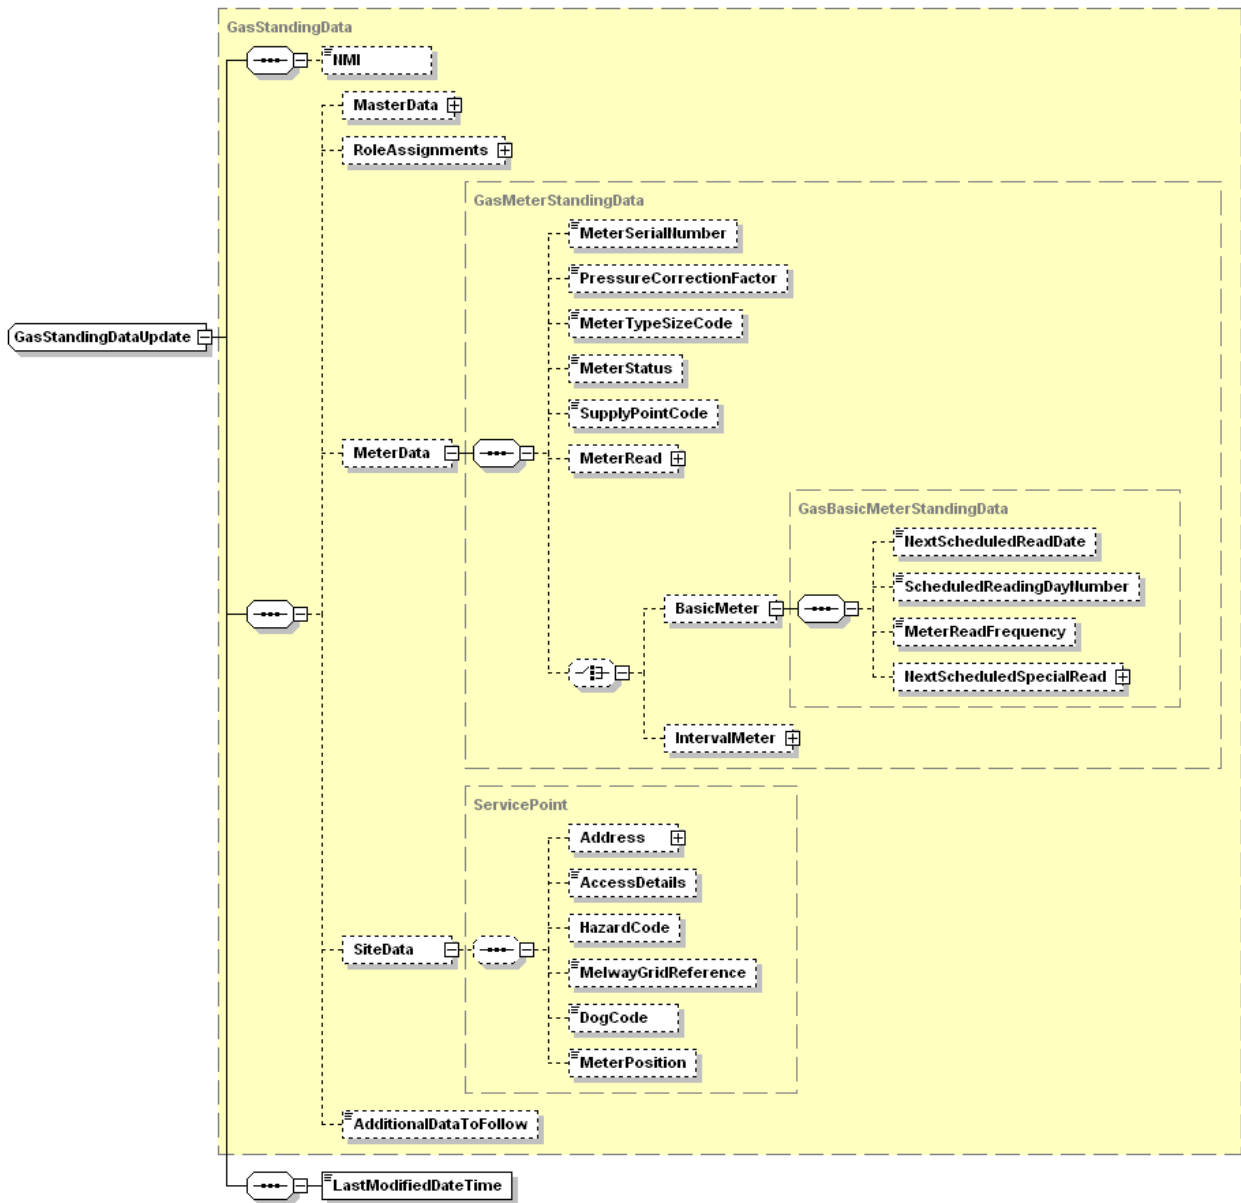 GasStandingData
NMI
MasterData
RoleAssignments
GasMeterStandingData
MeterSerialNumber
PressureCorrectionFactor
MeterTypeSizeCode
GasStandingDataUpdate
MeterStatus
SupplyPointCode
MeterData
MeterRead
GasBasicMeterStandingData
NextScheduledReadDate
ScheduledReadingDayNumber
BasicMeter
MeterReadFrequency
NextScheduledSpecialRead
IntervalMeter
ServicePoint
Address
AccessDetails
HazardCode
SiteData
MelwayGridReference
DogCode
MeterPosition
AdditionalDataToFollow
LastModifiedDateTime